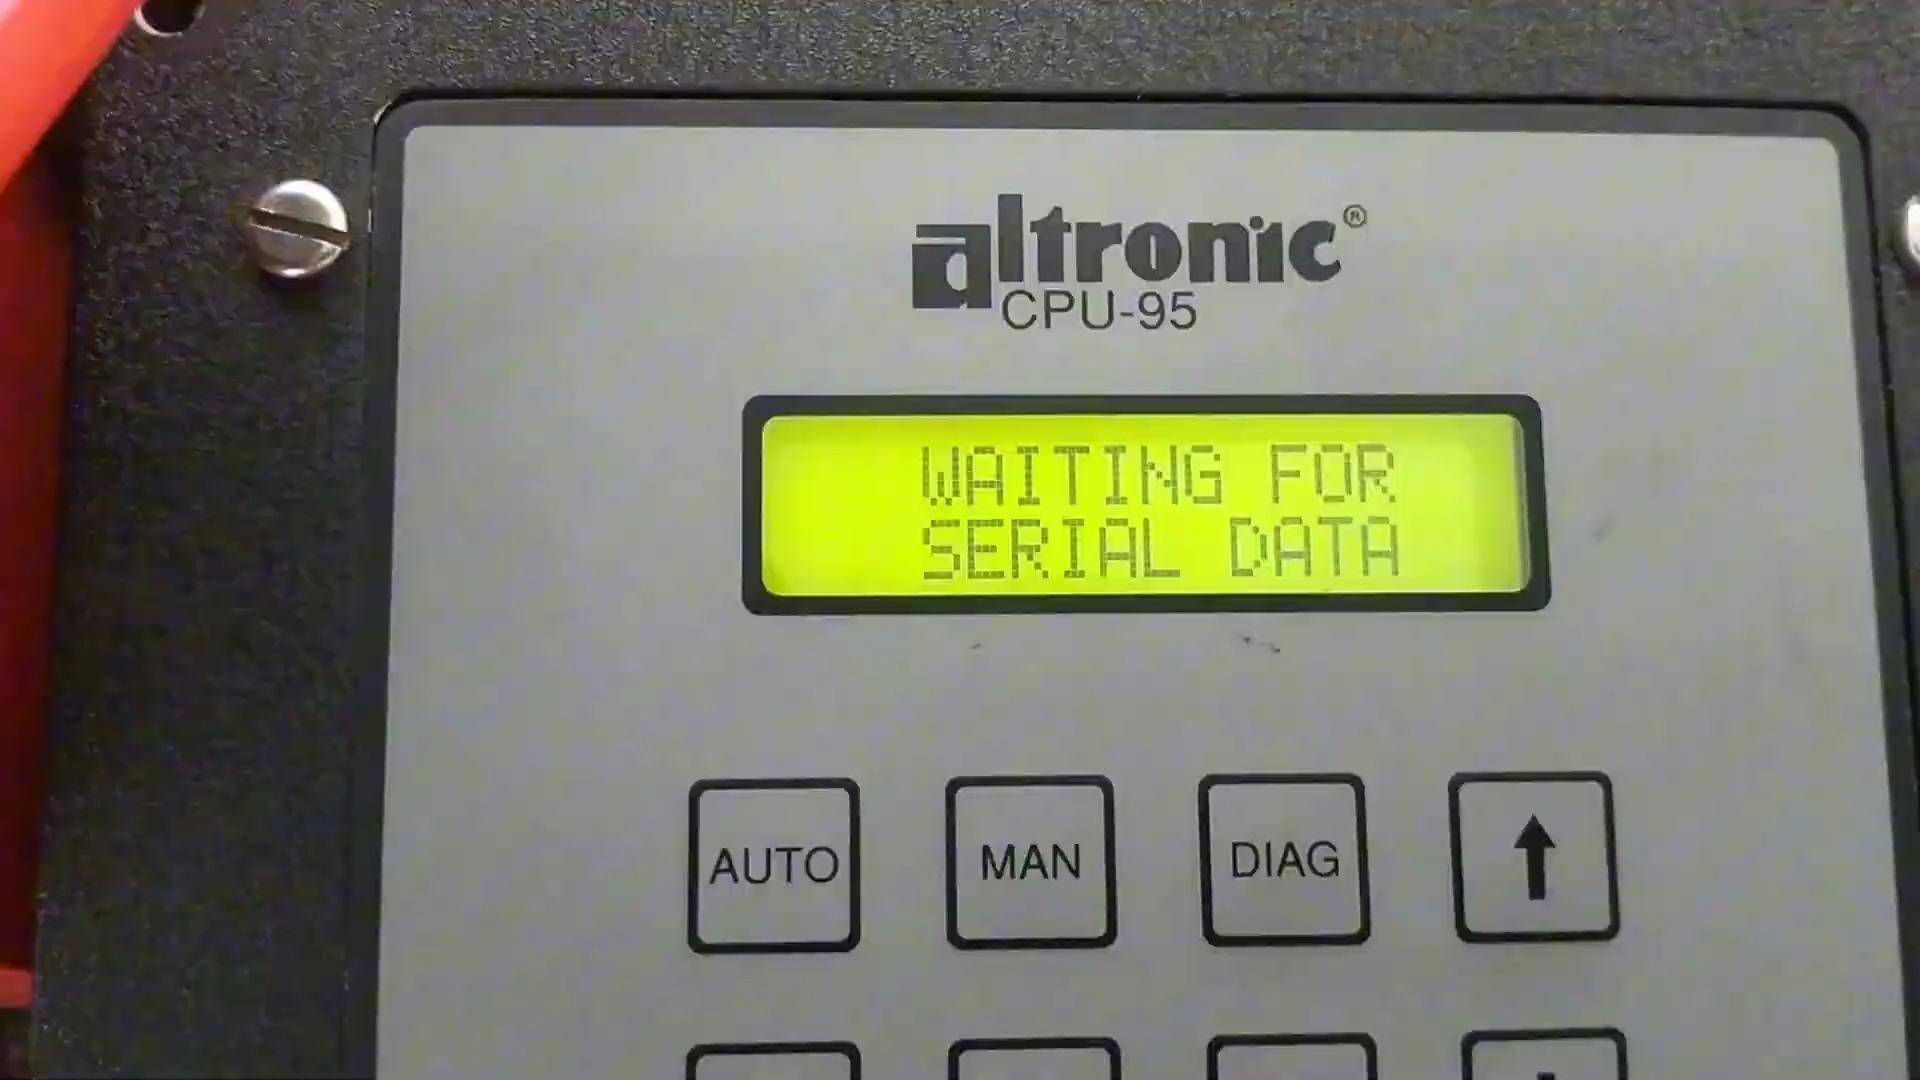 altronic®
CPU-95
WAITING FOR
SERIAL DATA
AUTO MAN DIAG ↑